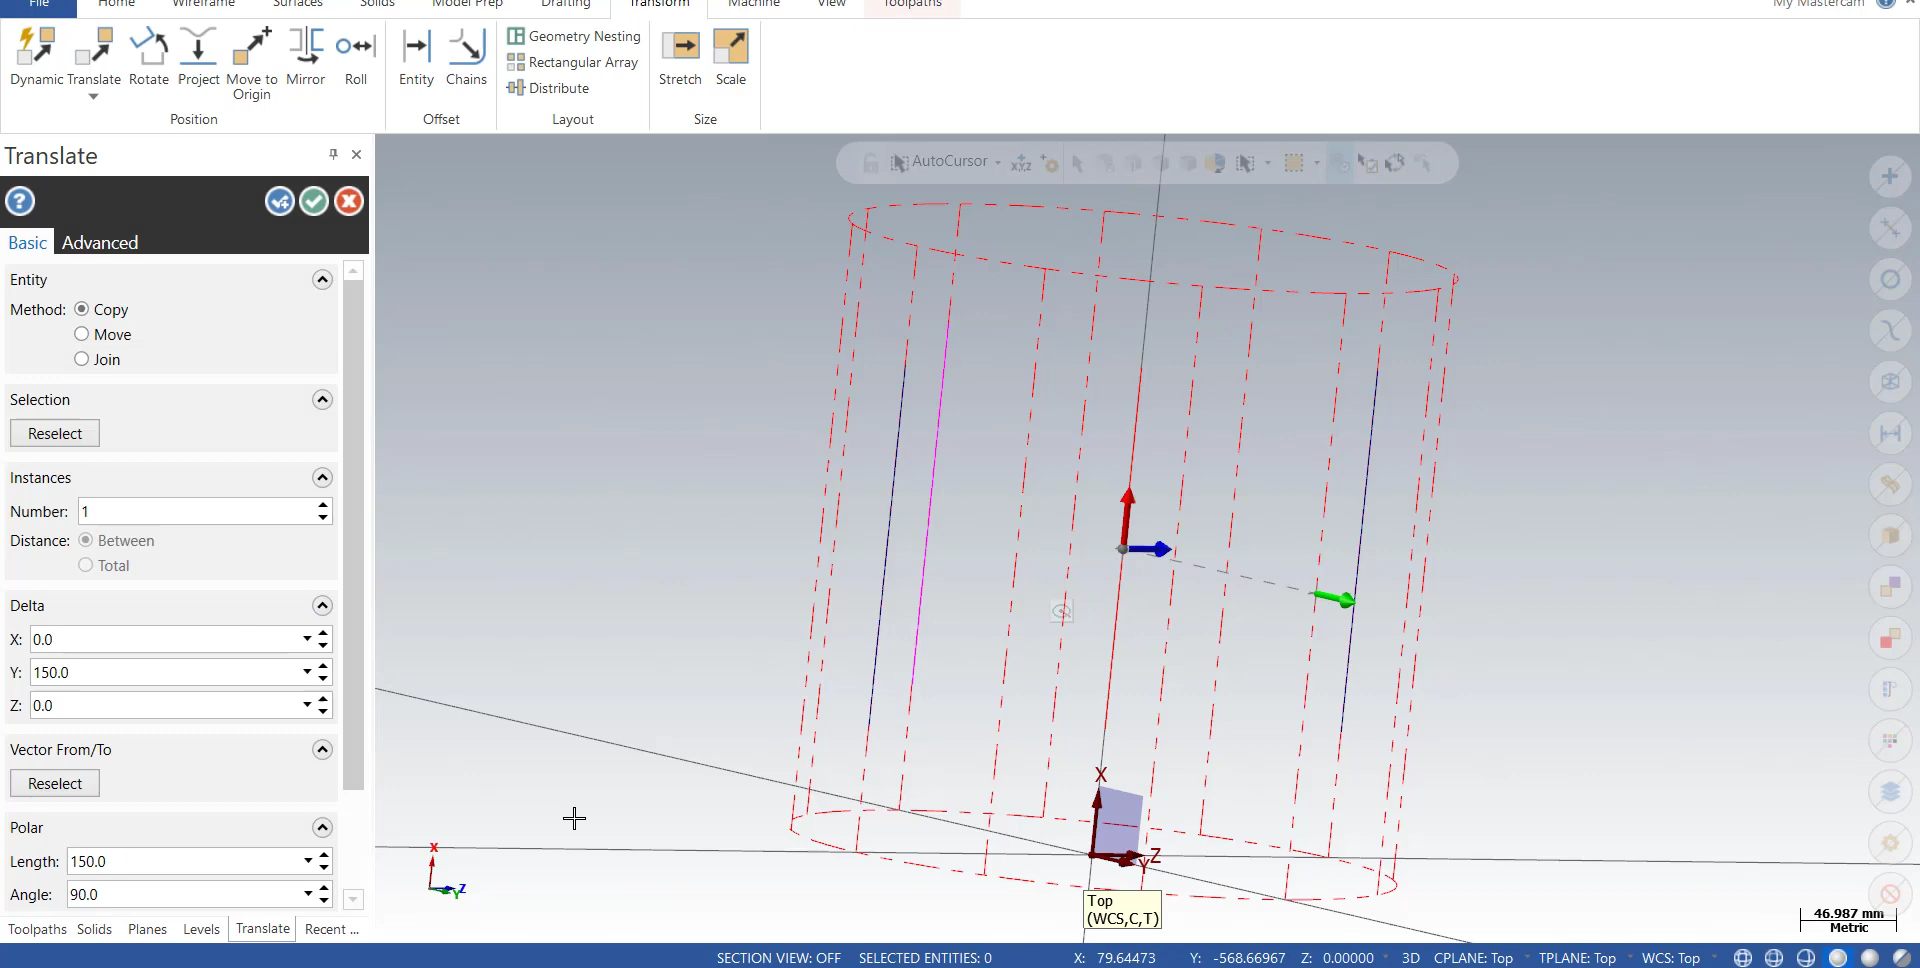 File Home Wireframe Surfaces Solids Model Prep Drafting Transform Machine View Toolpaths My Mastercam
Dynamic Translate Rotate Project Move to Origin Mirror Roll
Position
Entity Chains
Offset
Geometry Nesting
Rectangular Array
Distribute
Layout
Stretch Scale
Size
Translate
Basic Advanced
Entity
Method: Copy
Move
Join
Selection
Reselect
Instances
Number: 1
Distance: Between
Total
Delta
X: 0.0
Y: 150.0
Z: 0.0
Vector From/To
Reselect
Polar
Length: 150.0
Angle: 90.0
Toolpaths Solids Planes Levels Translate Recent ...
AutoCursor
XYZ
X
Z
Y
Top
(WCS,C,T)
X
Z
Y
46.987 mm
Metric
SECTION VIEW: OFF SELECTED ENTITIES: 0 X: 79.64473 Y: -568.66967 Z: 0.00000 3D CPLANE: Top TPLANE: Top WCS: Top